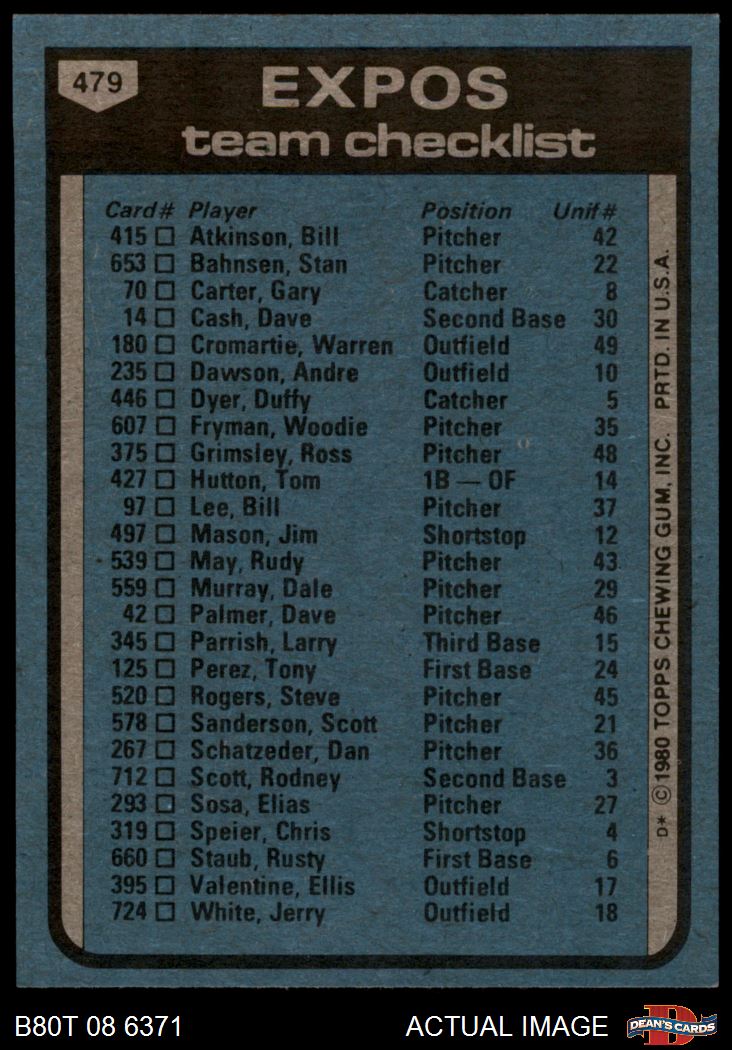 479
EXPOS
team checklist
Card# Player Position Unif#
415 Atkinson, Bill Pitcher 42
653 Bahnsen, Stan Pitcher 22
70 Carter, Gary Catcher 8
14 Cash, Dave Second Base 30
180 Cromartie, Warren Outfield 49
235 Dawson, Andre Outfield 10
446 Dyer, Duffy Catcher 5
607 Fryman, Woodie Pitcher 35
375 Grimsley, Ross Pitcher 48
427 Hutton, Tom 1B — OF 14
97 Lee, Bill Pitcher 37
497 Mason, Jim Shortstop 12
539 May, Rudy Pitcher 43
559 Murray, Dale Pitcher 29
42 Palmer, Dave Pitcher 46
345 Parrish, Larry Third Base 15
125 Perez, Tony First Base 24
520 Rogers, Steve Pitcher 45
578 Sanderson, Scott Pitcher 21
267 Schatzeder, Dan Pitcher 36
712 Scott, Rodney Second Base 3
293 Sosa, Elias Pitcher 27
319 Speier, Chris Shortstop 4
660 Staub, Rusty First Base 6
395 Valentine, Ellis Outfield 17
724 White, Jerry Outfield 18
D* © 1980 TOPPS CHEWING GUM, INC. PRTD. IN U.S.A.
B80T 08 6371 ACTUAL IMAGE
DEAN'S CARDS